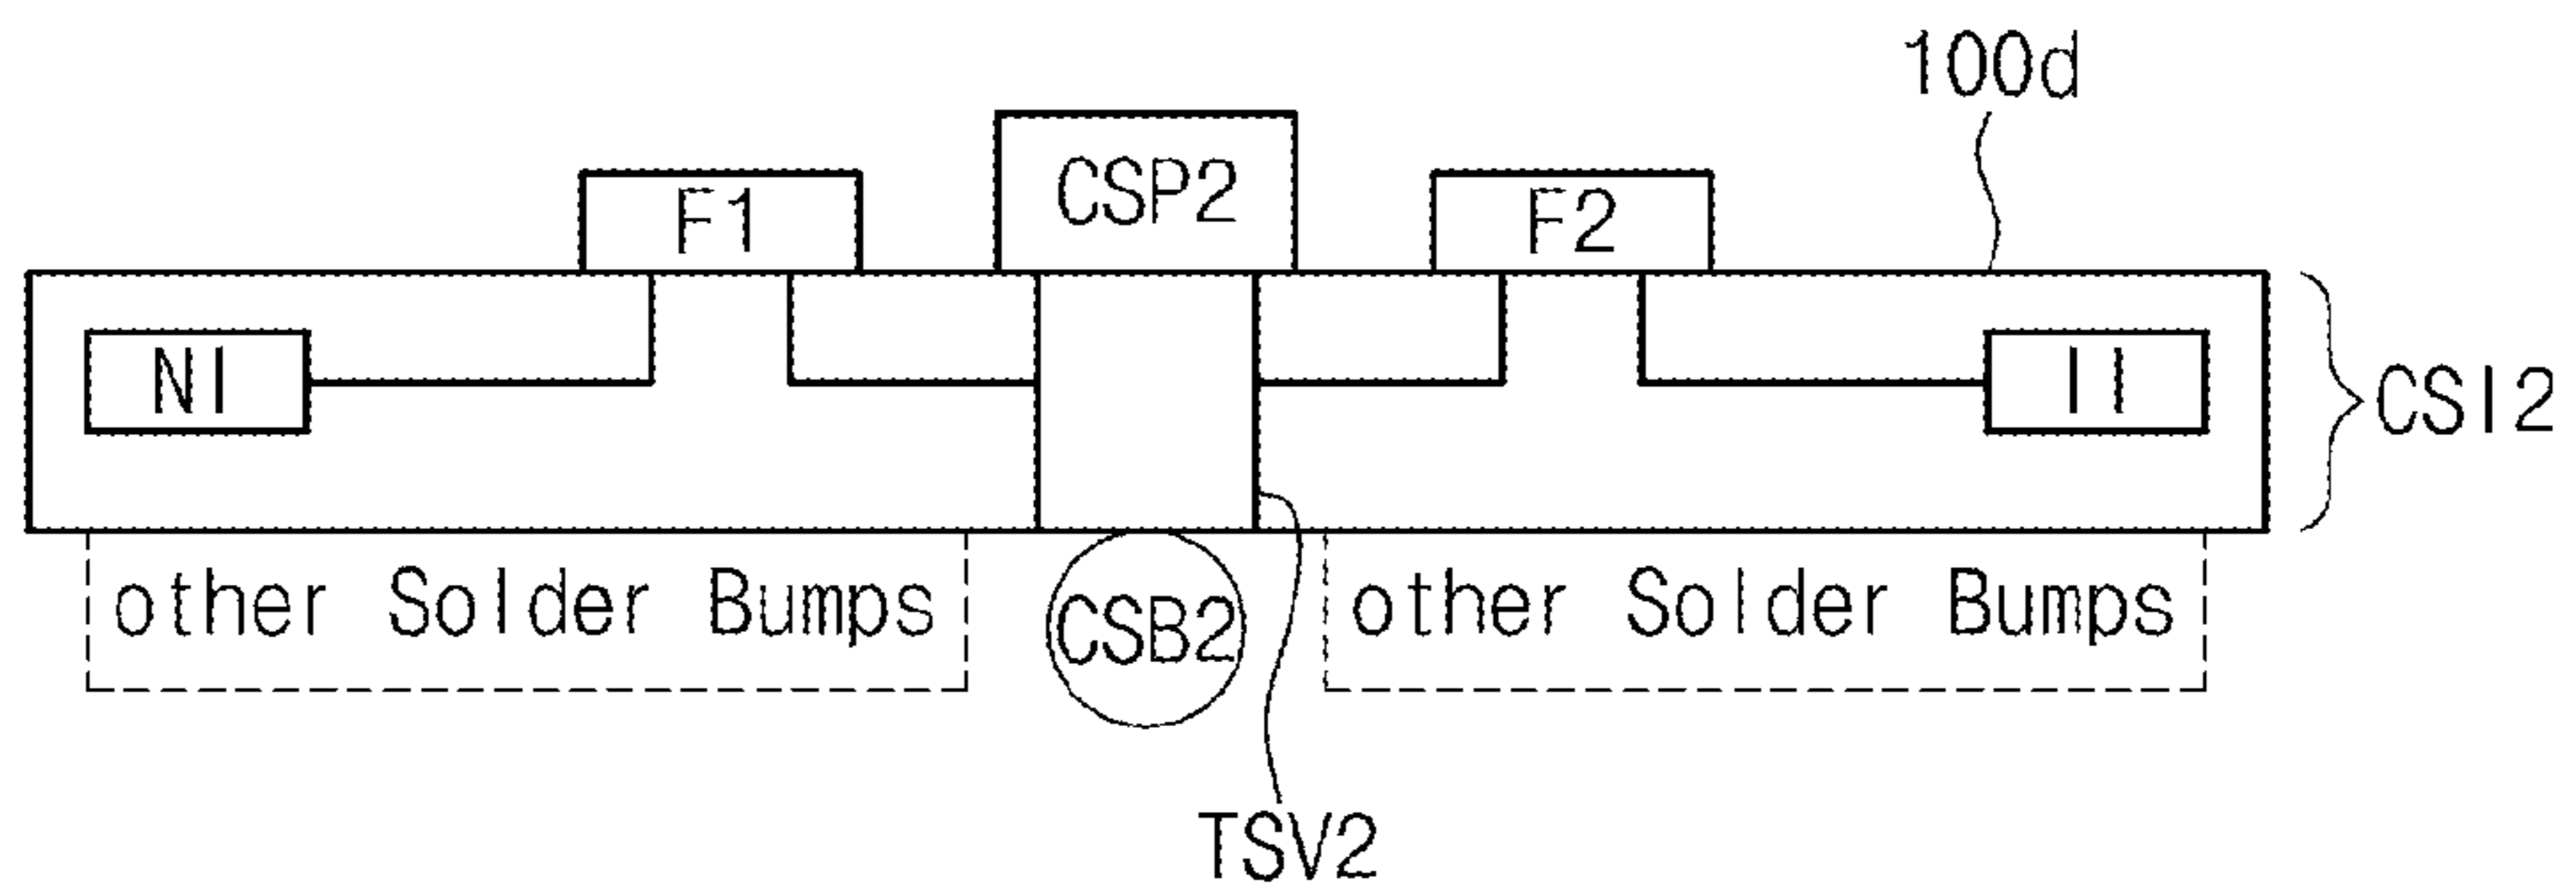 100d
CSP2
F1
F2
NI
II
CSI2
other Solder Bumps
CSB2
other Solder Bumps
TSV2